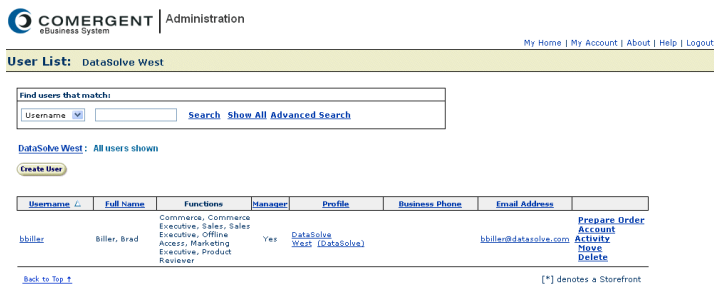 COMERGENT
eBusiness System
Administration
My Home | My Account | About | Help | Logout
User List: DataSolve West
Find users that match:
Username Search Show All Advanced Search
DataSolve West : All users shown
Create User
Username Full Name Functions Manager Profile Business Phone Email Address
bbiller Biller, Brad Commerce, Commerce
Executive, Sales, Sales
Executive, Offline
Access, Marketing
Executive, Product
Reviever
Yes
DataSolve
West (DataSolve)
bbiller@datasolve.com
Prepare Order
Account
Activity
Move
Delete
Back to Top ↑
[*] denotes a Storefront